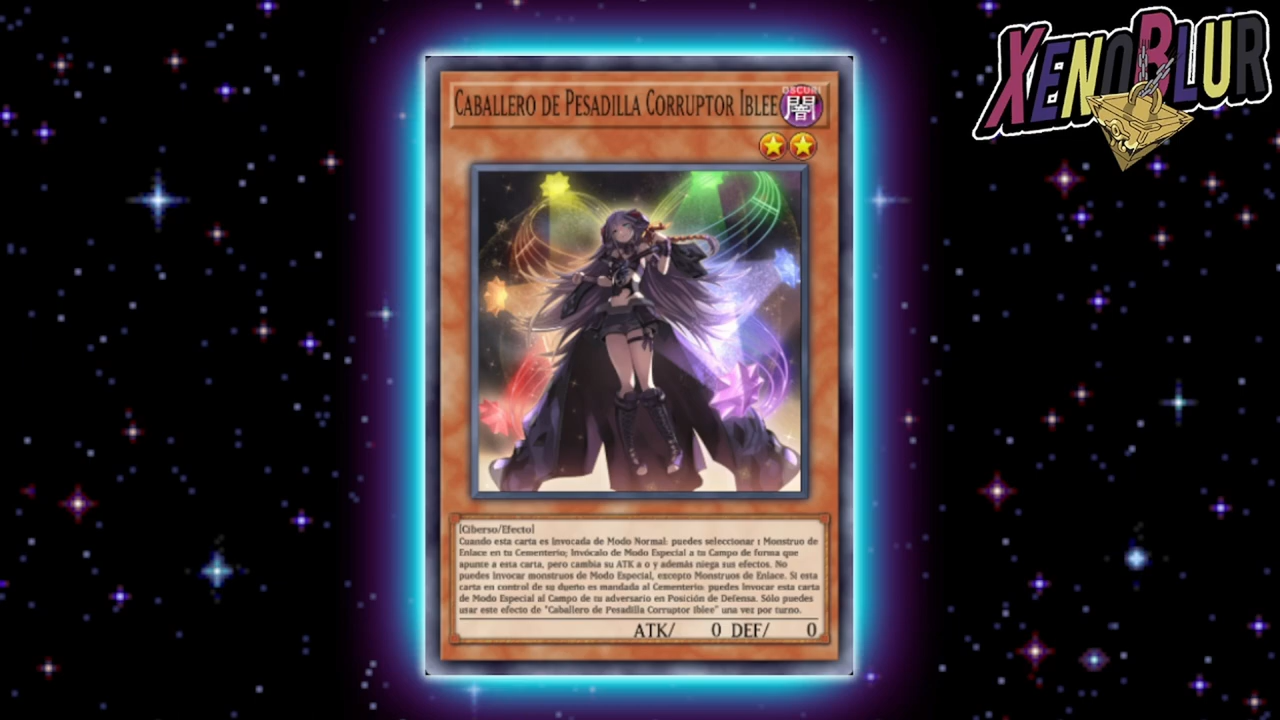 XENOBLUR
CABALLERO DE PESADILLA CORRUPTOR IBLEE
OSCURI
闇
[Ciberso/Efecto]
Cuando esta carta es Invocada de Modo Normal: puedes seleccionar 1 Monstruo de
Enlace en tu Cementerio; Invócalo de Modo Especial a tu Campo de forma que
apunte a esta carta, pero cambia su ATK a 0 y además niega sus efectos. No
puedes Invocar monstruos de Modo Especial, excepto Monstruos de Enlace. Si esta
carta en control de su dueño es mandada al Cementerio: puedes Invocar esta carta
de Modo Especial al Campo de tu adversario en Posición de Defensa. Sólo puedes
usar este efecto de "Caballero de Pesadilla Corruptor Iblee" una vez por turno.
ATK/ 0 DEF/ 0